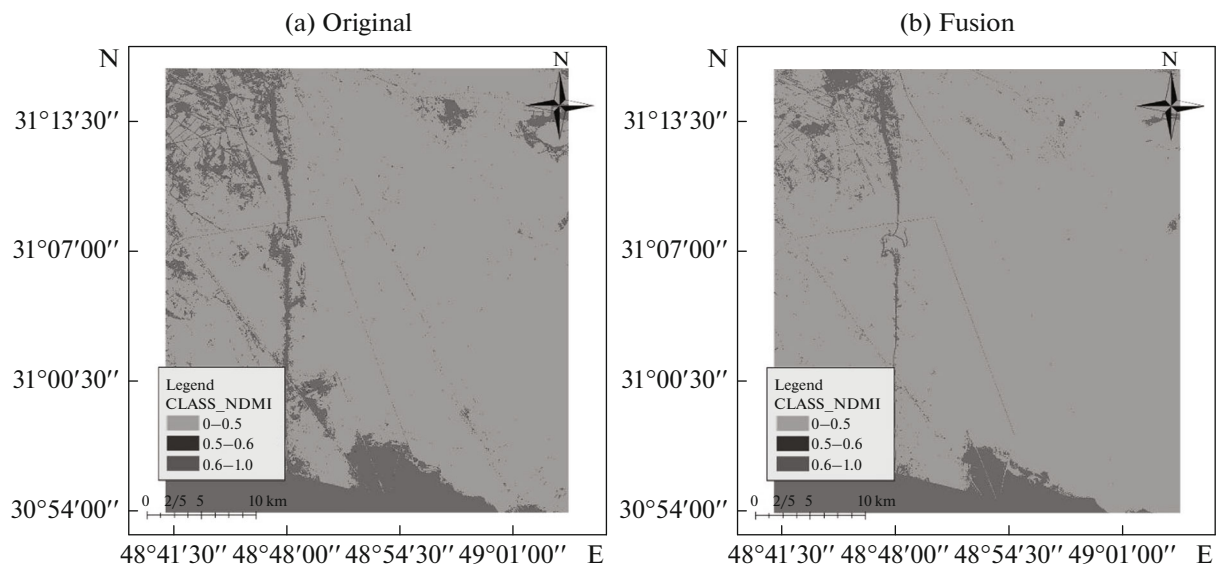 (a) Original
N
N
31°13′30′′
31°07′00′′
31°00′30′′
30°54′00′′
Legend
CLASS_NDMI
0–0.5
0.5–0.6
0.6–1.0
0 2/5 5 10 km
48°41′30′′ 48°48′00′′ 48°54′30′′ 49°01′00′′ E
(b) Fusion
N
N
31°13′30′′
31°07′00′′
31°00′30′′
30°54′00′′
Legend
CLASS_NDMI
0–0.5
0.5–0.6
0.6–1.0
0 2/5 5 10 km
48°41′30′′ 48°48′00′′ 48°54′30′′ 49°01′00′′ E